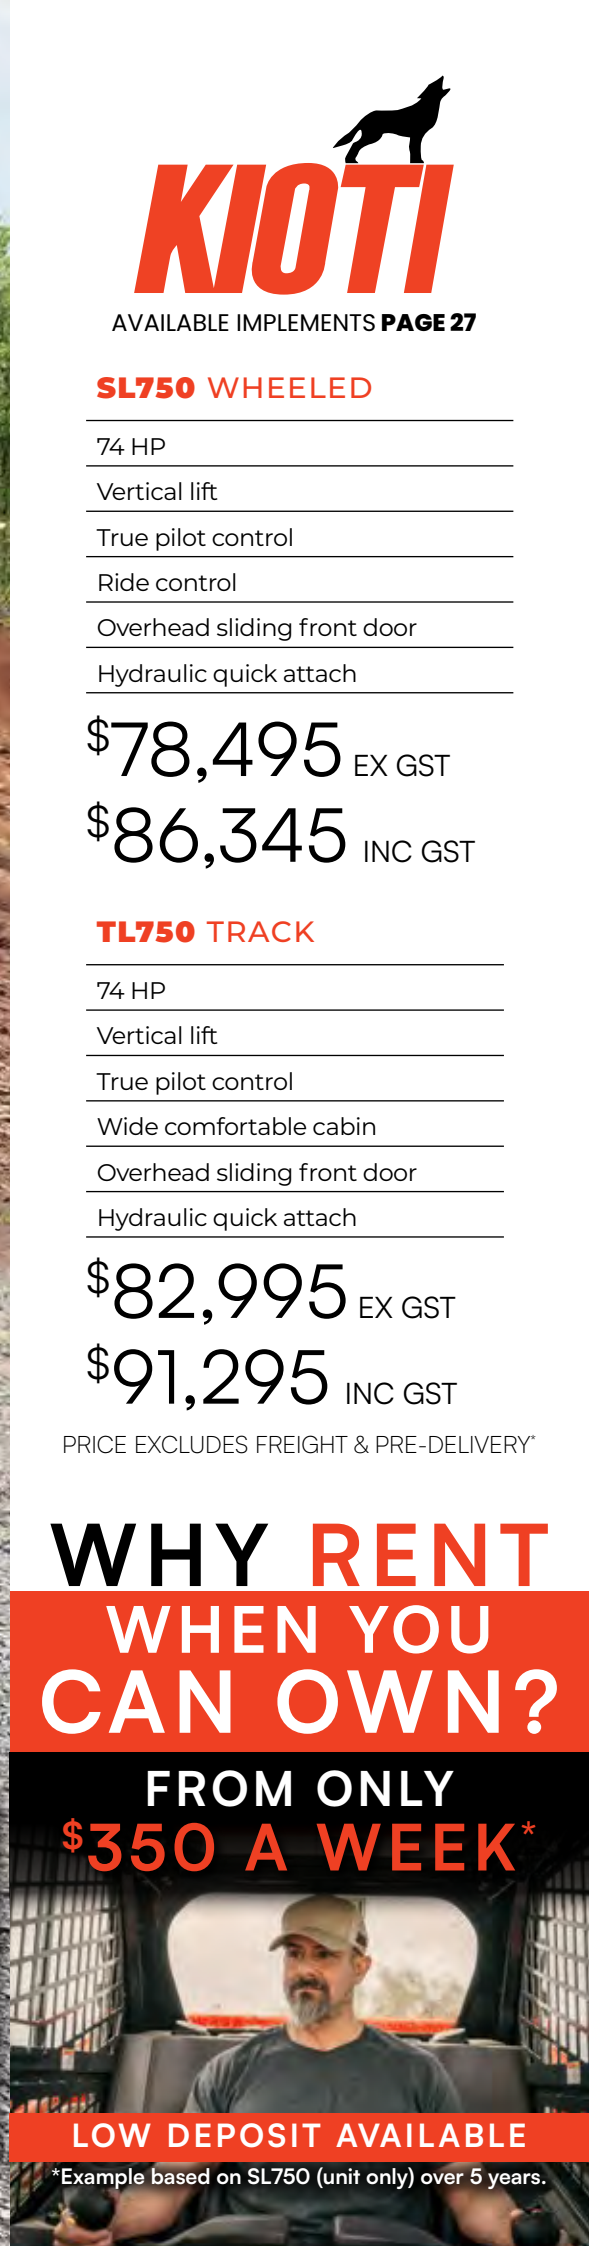 KIOTI
AVAILABLE IMPLEMENTS PAGE 27
SL750 WHEELED
74 HP
Vertical lift
True pilot control
Ride control
Overhead sliding front door
Hydraulic quick attach
$78,495 EX GST
$86,345 INC GST
TL750 TRACK
74 HP
Vertical lift
True pilot control
Wide comfortable cabin
Overhead sliding front door
Hydraulic quick attach
$82,995 EX GST
$91,295 INC GST
PRICE EXCLUDES FREIGHT & PRE-DELIVERY*
WHY RENT
WHEN YOU
CAN OWN?
FROM ONLY
$350 A WEEK*
LOW DEPOSIT AVAILABLE
*Example based on SL750 (unit only) over 5 years.